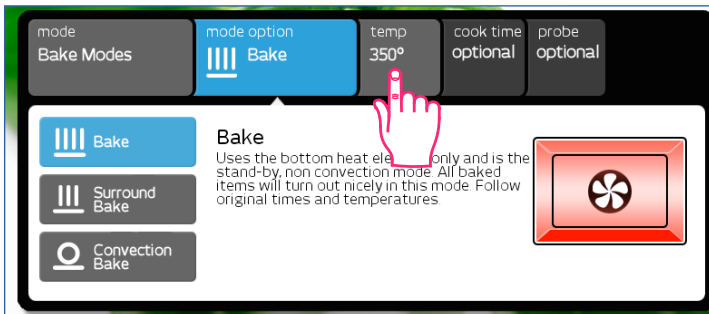 mode
Bake Modes
mode option
Bake
temp
350°
cook time
optional
probe
optional
Bake
Surround
Bake
Convection
Bake
Bake
Uses the bottom heat only and is the
stand-by, non convection mode. All baked
items will turn out nicely in this mode. Follow
original times and temperatures.